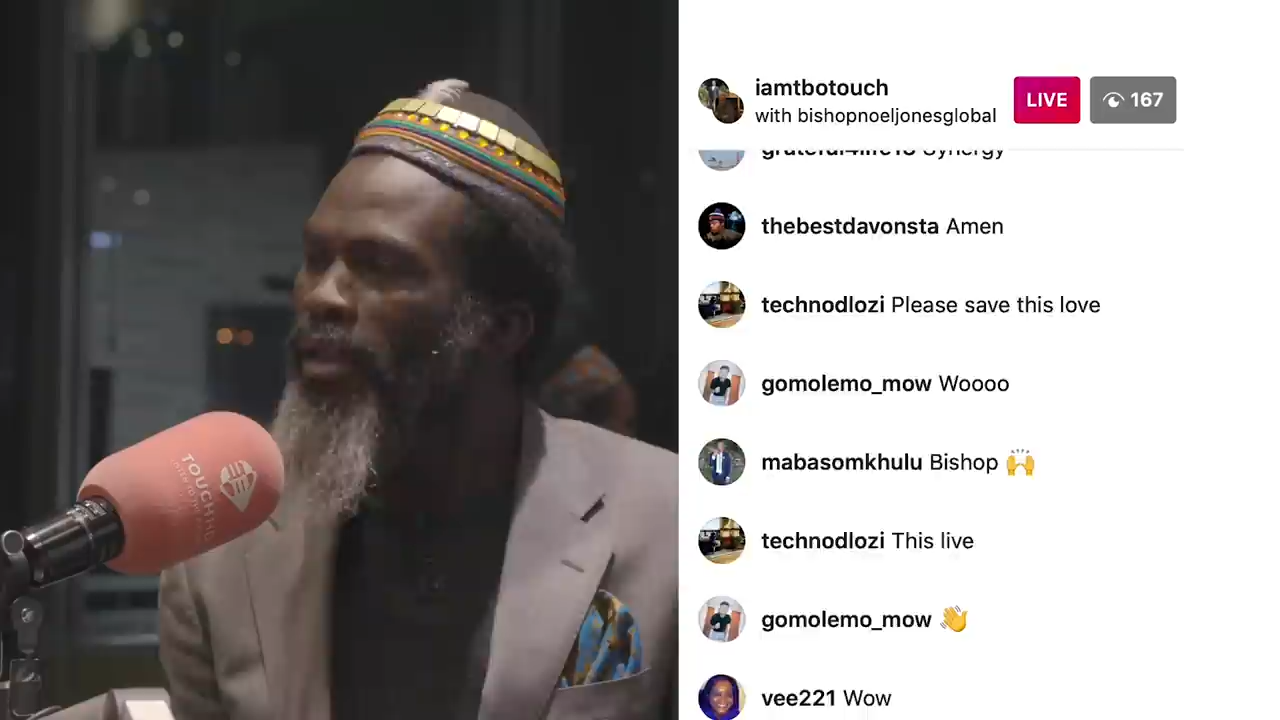 iamtbotouch
with bishopnoeljonesglobal
LIVE
167
grateful4life13 Synergy
thebestdavonsta Amen
technodlozi Please save this love
gomolemo_mow Woooo
mabasomkhulu Bishop 🙌
technodlozi This live
gomolemo_mow 👋
vee221 Wow
TOUCH